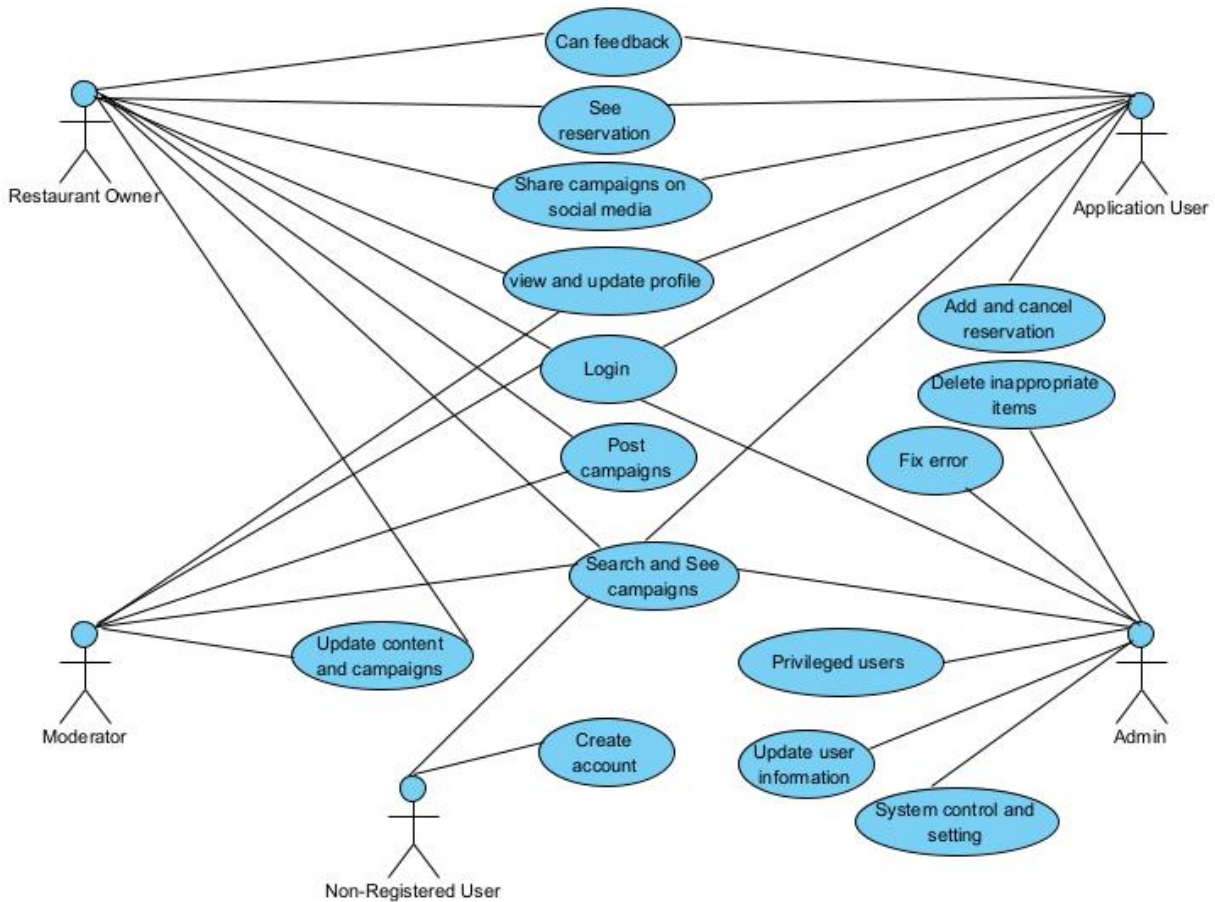 Can feedback
See
reservation
Restaurant Owner
Share campaigns on
social media
Application User
view and update profile
Add and cancel
reservation
Login
Delete inappropriate
items
Post
campaigns
Fix error
Search and See
campaigns
Update content
and campaigns
Privileged users
Moderator
Create
account
Update user
information
Admin
System control and
setting
Non-Registered User